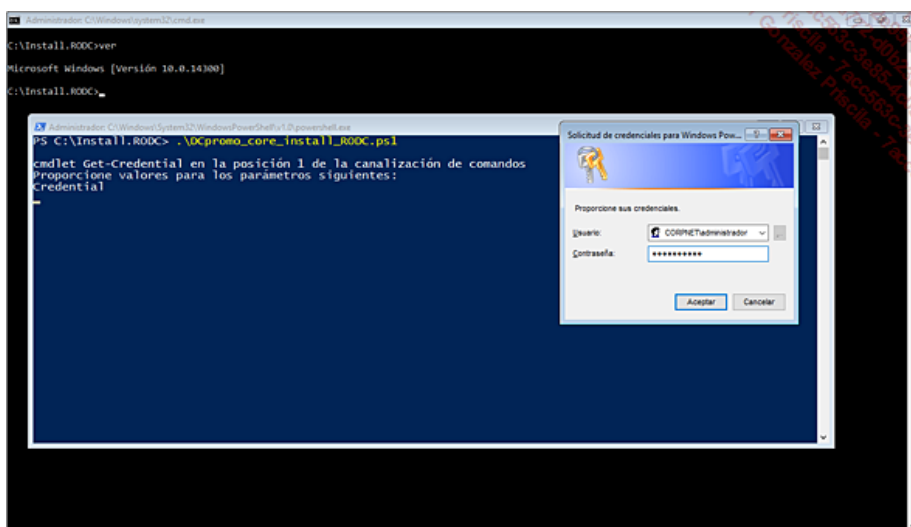 Administrador: C:\Windows\system32\cmd.exe
C:\Install.RODC>ver
Microsoft Windows [Versión 10.0.14300]
C:\Install.RODC>
Administrador: C:\Windows\System32\WindowsPowerShell\v1.0\powershell.exe
PS C:\Install.RODC> .\DCpromo_core_install_RODC.ps1
cmdlet Get-Credential en la posición 1 de la canalización de comandos
Proporcione valores para los parámetros siguientes:
Credential
Solicitud de credenciales para Windows Pow...
Proporcione sus credenciales.
Usuario:
CORPNET\administrador
Contraseña:
**********
Aceptar
Cancelar